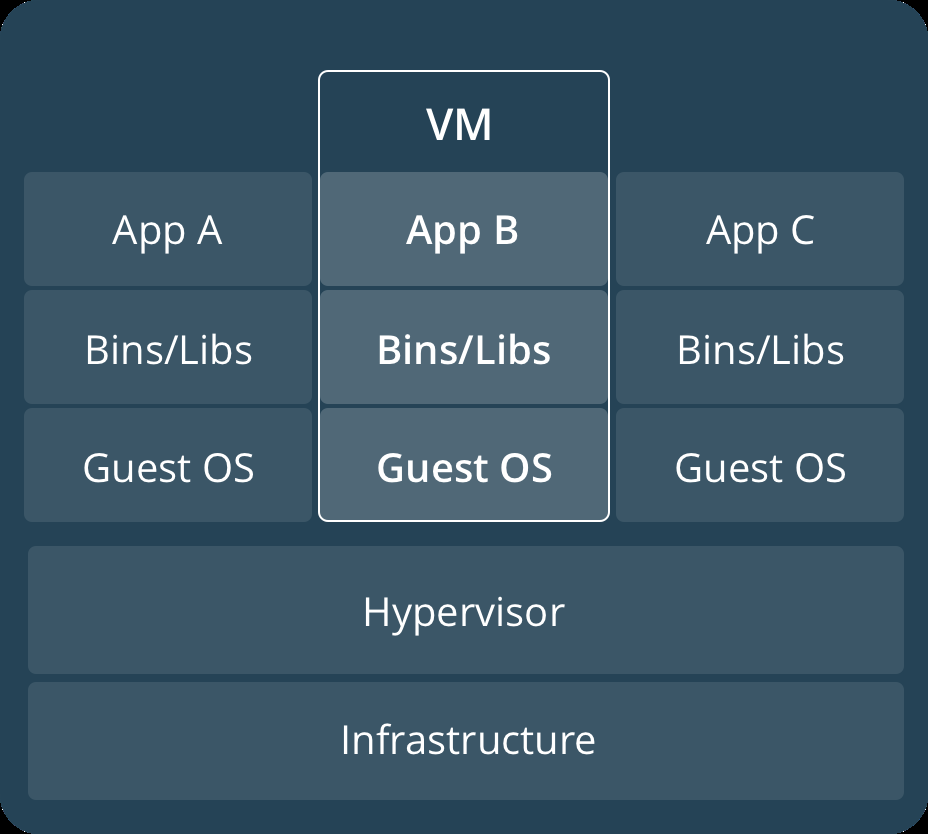 VM
App A
App B
App C
Bins/Libs
Bins/Libs
Bins/Libs
Guest OS
Guest OS
Guest OS
Hypervisor
Infrastructure